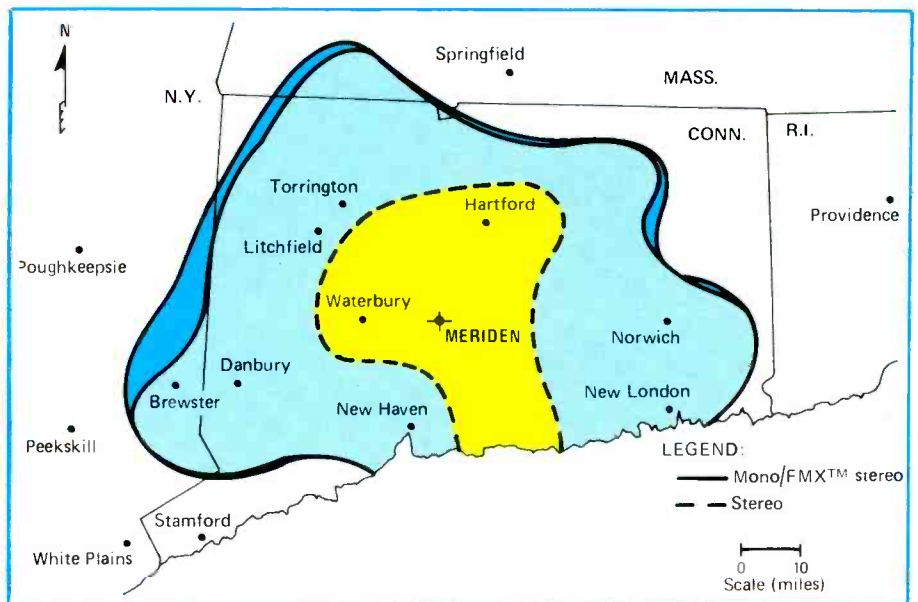 N
Springfield
MASS.
N.Y.
CONN.
R.I.
Torrington
Hartford
Providence
Litchfield
Poughkeepsie
Waterbury
MERIDEN
Norwich
Danbury
Brewster
New Haven
New London
Peekskill
LEGEND:
Mono/FMX™ stereo
Stereo
Stamford
White Plains
0 10
Scale (miles)